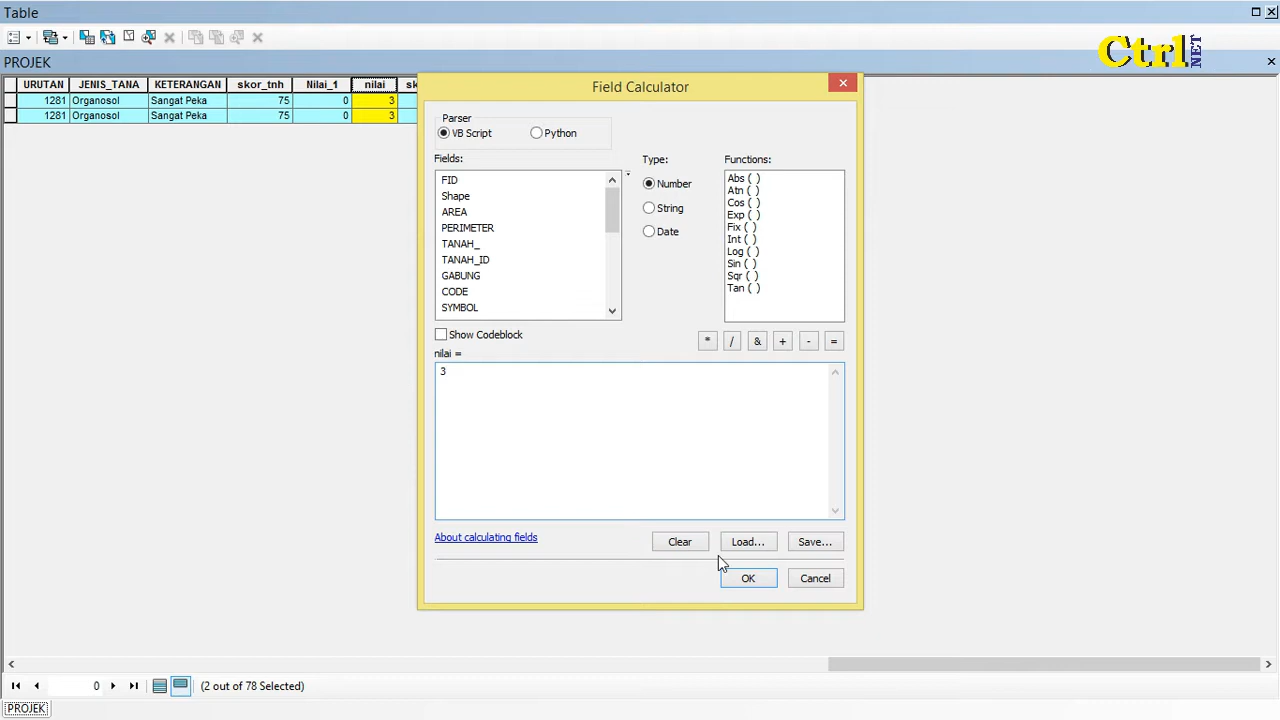 Table
Ctrl NET
PROJEK
URUTAN JENIS_TANA KETERANGAN skor_tnh Nilai_1 nilai
1281 Organosol Sangat Peka 75 0 3
1281 Organosol Sangat Peka 75 0 3
Field Calculator
Parser
VB Script Python
Fields: Type: Functions:
FID
Shape
AREA
PERIMETER
TANAH_
TANAH_ID
GABUNG
CODE
SYMBOL
Number
String
Date
Abs ( )
Atn ( )
Cos ( )
Exp ( )
Fix ( )
Int ( )
Log ( )
Sin ( )
Sqr ( )
Tan ( )
Show Codeblock
* / & + - =
nilai =
3
About calculating fields
Clear Load... Save...
OK Cancel
0 (2 out of 78 Selected)
PROJEK